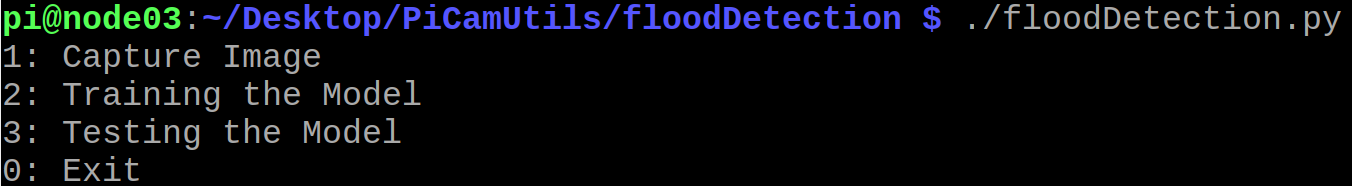 pi@node03:~/Desktop/PiCamUtils/floodDetection $ ./floodDetection.py
1: Capture Image
2: Training the Model
3: Testing the Model
0: Exit